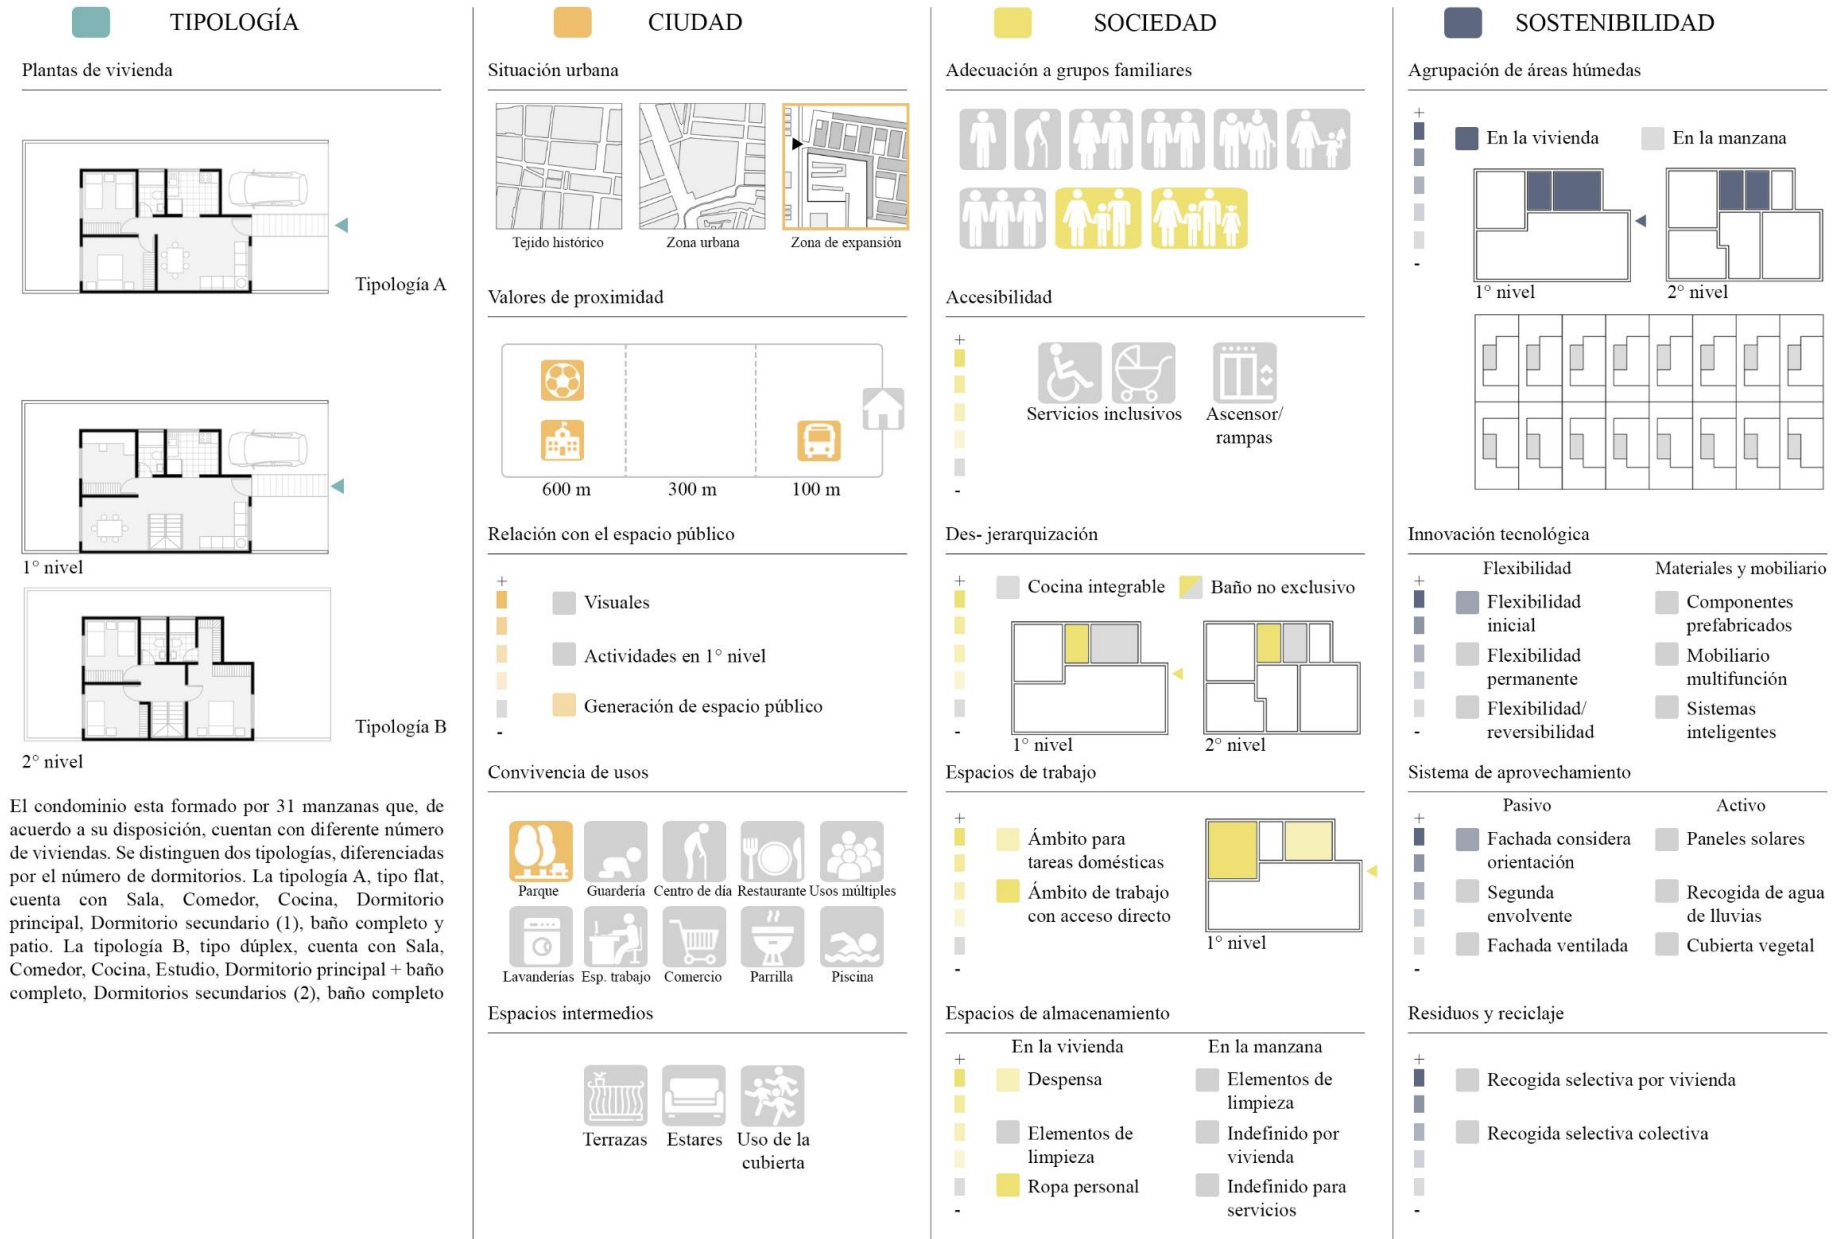 TIPOLOGÍA
Plantas de vivienda
Tipología A
1° nivel
Tipología B
2° nivel
El condominio esta formado por 31 manzanas que, de
acuerdo a su disposición, cuentan con diferente número
de viviendas. Se distinguen dos tipologías, diferenciadas
por el número de dormitorios. La tipología A, tipo flat,
cuenta con Sala, Comedor, Cocina, Dormitorio
principal, Dormitorio secundario (1), baño completo y
patio. La tipología B, tipo dúplex, cuenta con Sala,
Comedor, Cocina, Estudio, Dormitorio principal + baño
completo, Dormitorios secundarios (2), baño completo
CIUDAD
Situación urbana
Tejido histórico
Zona urbana
Zona de expansión
Valores de proximidad
600 m
300 m
100 m
Relación con el espacio público
+
Visuales
Actividades en 1° nivel
Generación de espacio público
-
Convivencia de usos
Parque
Guardería
Centro de día
Restaurante
Usos múltiples
Lavanderías
Esp. trabajo
Comercio
Parrilla
Piscina
Espacios intermedios
Terrazas
Estares
Uso de la
cubierta
SOCIEDAD
Adecuación a grupos familiares
Accesibilidad
+
Servicios inclusivos
Ascensor/
rampas
-
Des- jerarquización
+
Cocina integrable
Baño no exclusivo
-
1° nivel
2° nivel
Espacios de trabajo
+
Ámbito para
tareas domésticas
Ámbito de trabajo
con acceso directo
1° nivel
-
Espacios de almacenamiento
En la vivienda
En la manzana
+
Despensa
Elementos de
limpieza
Ropa personal
Elementos de
limpieza
Indefinido por
vivienda
Indefinido para
servicios
-
SOSTENIBILIDAD
Agrupación de áreas húmedas
+
En la vivienda
En la manzana
-
1° nivel
2° nivel
Innovación tecnológica
Flexibilidad
Materiales y mobiliario
+
Flexibilidad
inicial
Flexibilidad
permanente
Flexibilidad/
reversibilidad
Componentes
prefabricados
Mobiliario
multifunción
Sistemas
inteligentes
-
Sistema de aprovechamiento
Pasivo
Activo
+
Fachada considera
orientación
Segunda
envolvente
Fachada ventilada
Paneles solares
Recogida de agua
de lluvias
Cubierta vegetal
-
Residuos y reciclaje
+
Recogida selectiva por vivienda
Recogida selectiva colectiva
-